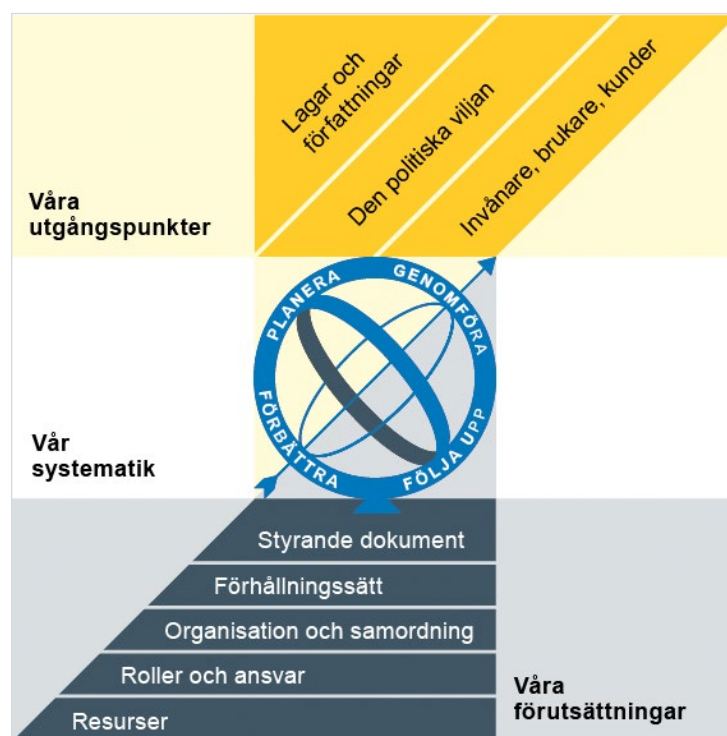 Lagar och
författningar
Den politiska viljan
Invånare, brukare, kunder
Våra
utgångspunkter
PLANERA
GENOMFÖRA
FÖRBÄTTRA
FÖLJA UPP
Vår
systematik
Styrande dokument
Förhållningssätt
Organisation och samordning
Roller och ansvar
Resurser
Våra
förutsättningar